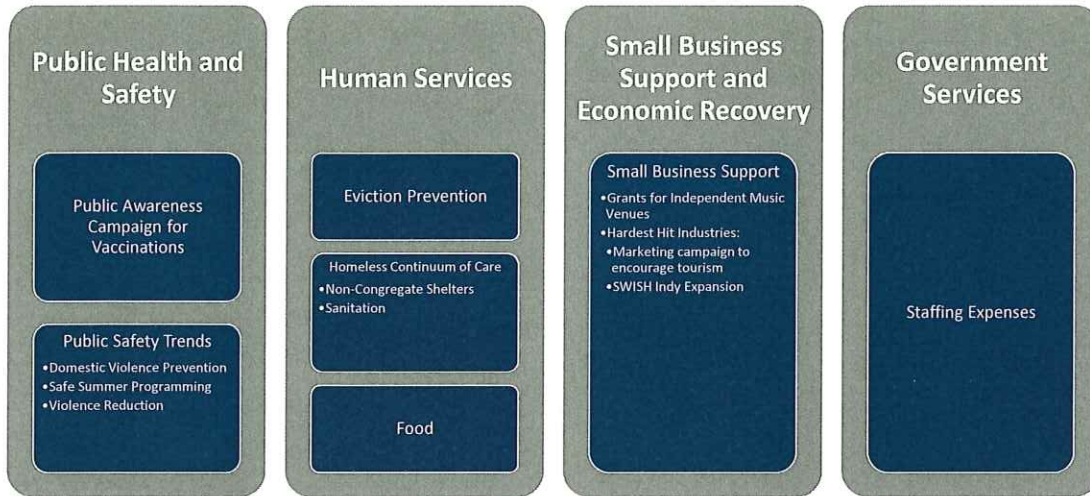 Public Health and
Safety
Public Awareness
Campaign for
Vaccinations
Public Safety Trends
•Domestic Violence Prevention
•Safe Summer Programming
•Violence Reduction
Human Services
Eviction Prevention
Homeless Continuum of Care
•Non-Congregate Shelters
•Sanitation
Food
Small Business
Support and
Economic Recovery
Small Business Support
•Grants for Independent Music
Venues
•Hardest Hit Industries:
•Marketing campaign to
encourage tourism
•SWISH Indy Expansion
Government
Services
Staffing Expenses